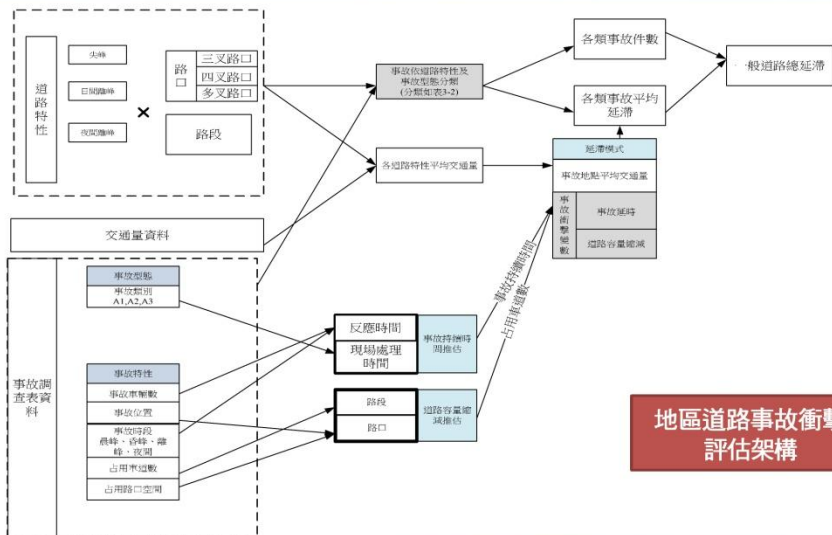 道路特性
尖峰
日間離峰
夜間離峰
×
路口
三叉路口
四叉路口
多叉路口
路段
交通量資料
事故調查表資料
事故型態
事故類別
A1,A2,A3
事故特性
事故車輛數
事故位置
事故時段
晨峰、昏峰、離
峰、夜間
占用車道數
占用路口空間
事故依道路特性及
事故型態分類
(分類如表3-2)
各道路特性平均交通量
反應時間
現場處理
時間
事故持續時
間推估
路段
路口
道路容量縮
減推估
事故持續時間
占用車道數
各類事故件數
各類事故平均
延滯
一般道路總延滯
延滯模式
事故地點平均交通量
事故衝擊變數
事故延時
道路容量縮減
地區道路事故衝擊
評估架構